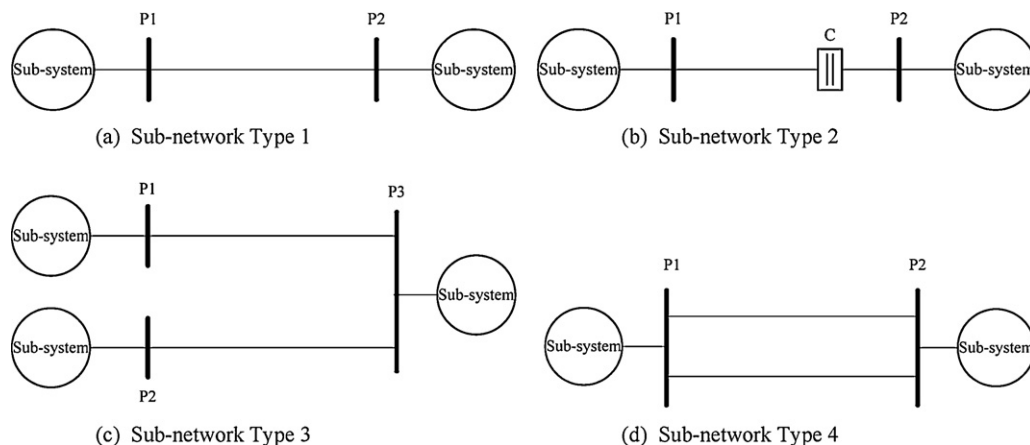 P1
P2
Sub-system
Sub-system
(a) Sub-network Type 1
P1
C
P2
Sub-system
Sub-system
(b) Sub-network Type 2
P1
P3
Sub-system
Sub-system
Sub-system
P2
(c) Sub-network Type 3
P1
P2
Sub-system
Sub-system
(d) Sub-network Type 4